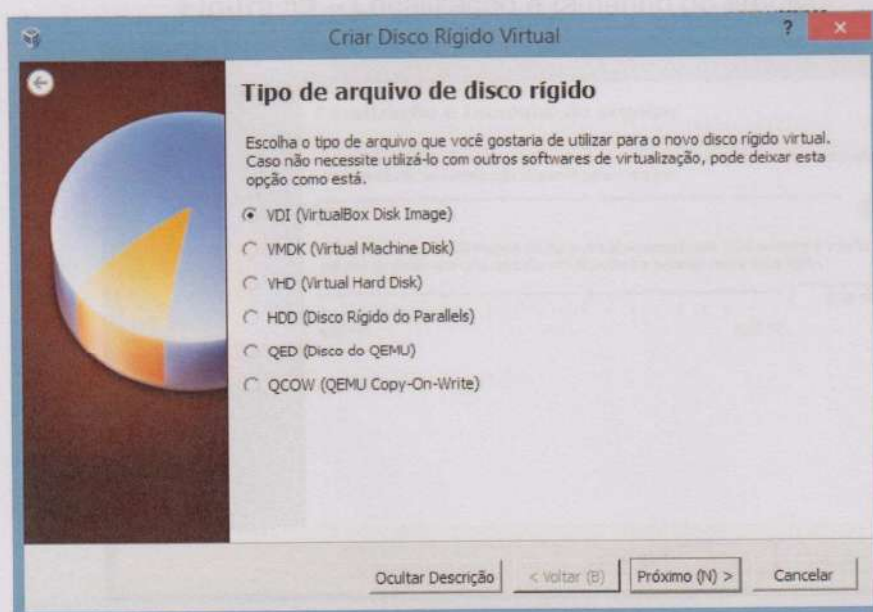 Criar Disco Rígido Virtual
?
Tipo de arquivo de disco rígido
Escolha o tipo de arquivo que você gostaria de utilizar para o novo disco rígido virtual.
Caso não necessite utilizá-lo com outros softwares de virtualização, pode deixar esta
opção como está.
VDI (VirtualBox Disk Image)
VMDK (Virtual Machine Disk)
VHD (Virtual Hard Disk)
HDD (Disco Rígido do Parallels)
QED (Disco do QEMU)
QCOW (QEMU Copy-On-Write)
Ocultar Descrição
< Voltar (B)
Próximo (N) >
Cancelar